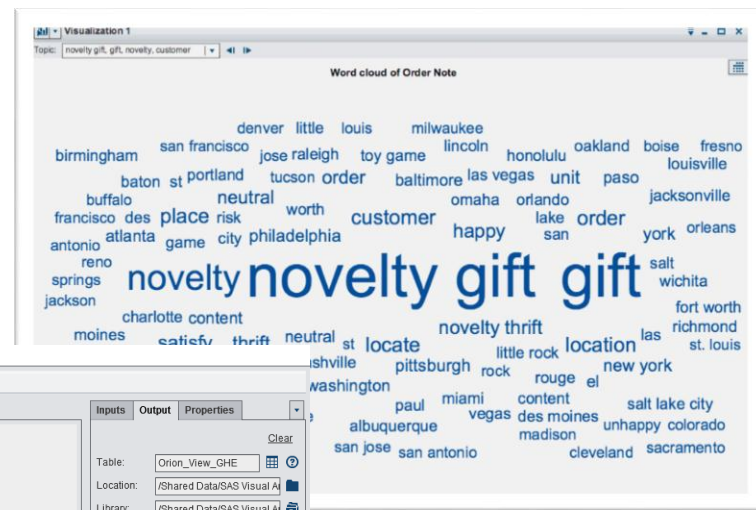 Visualization 1
Topic: novelty gift, gift, novelty, customer
Word cloud of Order Note
denver little louis milwaukee
birmingham san francisco jose raleigh toy game lincoln honolulu oakland boise fresno
louisville
baton st portland tucson order baltimore las vegas unit paso
buffalo neutral omaha orlando jacksonville
francisco des place risk worth customer lake order
antonio atlanta game city philadelphia happy san york orleans
reno salt
springs novelty novelty gift gift wichita
jackson fort worth
charlotte content novelty thrift las richmond
moines satisfy thrift neutral st locate little rock location st. louis
pittsburgh rock new york
washington rouge el
paul miami content salt lake city
albuquerque vegas des moines unhappy colorado
madison
san jose san antonio cleveland sacramento
Inputs Output Properties
Clear
Table: Orion_View_GHE
Location: /Shared Data/SAS Visual
Library: /Shared Data/SAS Visual